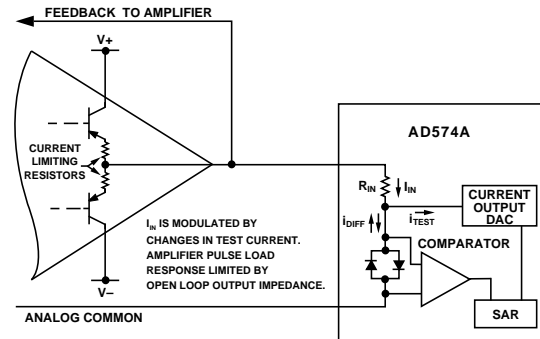 FEEDBACK TO AMPLIFIER
V+
CURRENT
LIMITING
RESISTORS
V–
I_IN IS MODULATED BY
CHANGES IN TEST CURRENT.
AMPLIFIER PULSE LOAD
RESPONSE LIMITED BY
OPEN LOOP OUTPUT IMPEDANCE.
ANALOG COMMON
AD574A
R_IN
I_IN
CURRENT
OUTPUT
DAC
i_DIFF
i_TEST
COMPARATOR
SAR